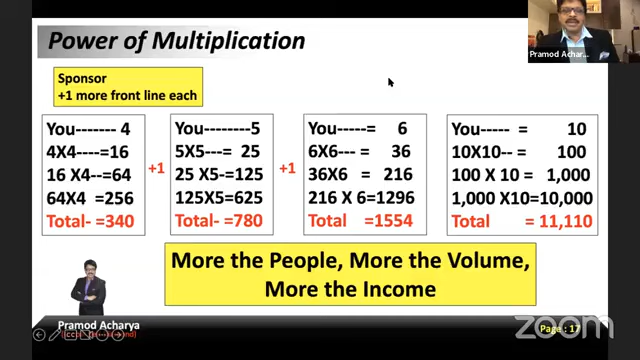 Power of Multiplication
Pramod Achar...
Sponsor
+1 more front line each
You------- 4
4X4----=16
16 X4--=64
64X4 =256
Total- =340
+1
You--------5
5X5---= 25
25 X5-=125
125X5=625
Total- =780
+1
You-----= 6
6X6---= 36
36X6 = 216
216 X 6=1296
Total =1554
You----- = 10
10X10-- = 100
100 X 10 = 1,000
1,000 X10=10,000
Total = 11,110
More the People, More the Volume,
More the Income
Pramod Acharya
zoom
Page : 17